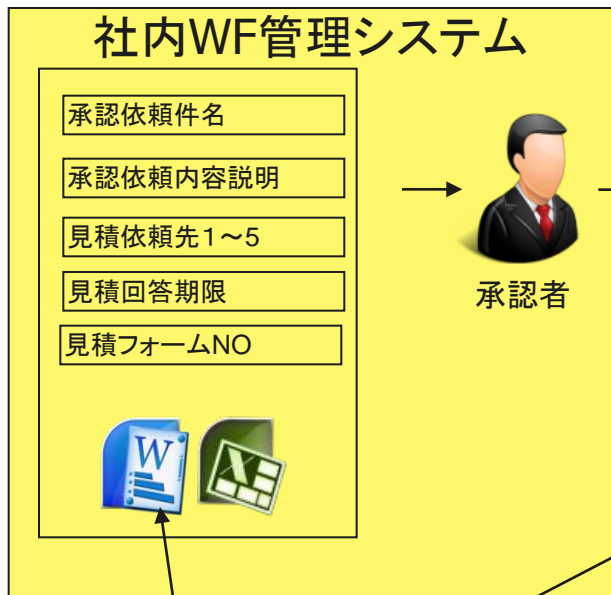 社内WF管理システム
承認依頼件名
承認依頼内容説明
見積依頼先1～5
見積回答期限
見積フォームNO
承認者
W
X